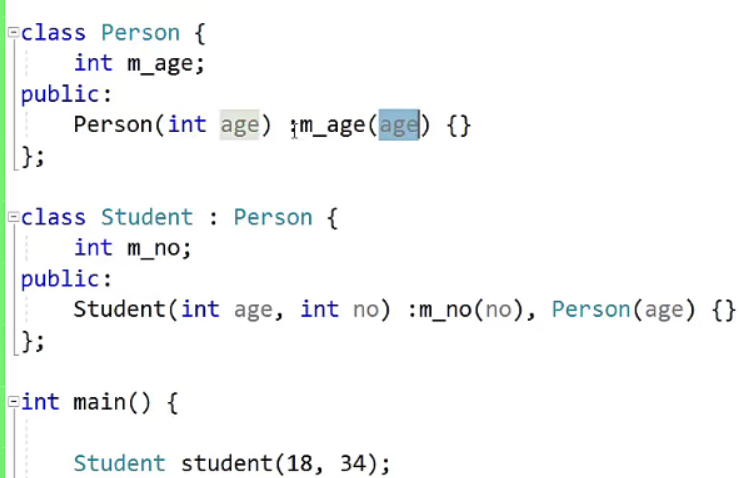 class Person {
    int m_age;
public:
    Person(int age) :m_age(age) {}
};
class Student : Person {
    int m_no;
public:
    Student(int age, int no) :m_no(no), Person(age) {}
};
int main() {
    Student student(18, 34);